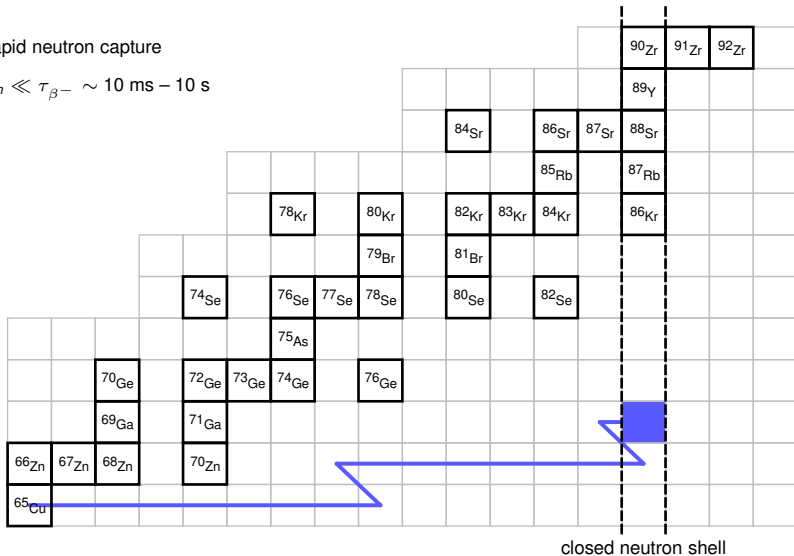 apid neutron capture
n ≪ τβ− ∼ 10 ms – 10 s
90Zr 91Zr 92Zr
89Y
84Sr 86Sr 87Sr 88Sr
85Rb 87Rb
78Kr 80Kr 82Kr 83Kr 84Kr 86Kr
79Br 81Br
74Se 76Se 77Se 78Se 80Se 82Se
75As
70Ge 72Ge 73Ge 74Ge 76Ge
69Ga 71Ga
66Zn 67Zn 68Zn 70Zn
65Cu
closed neutron shell